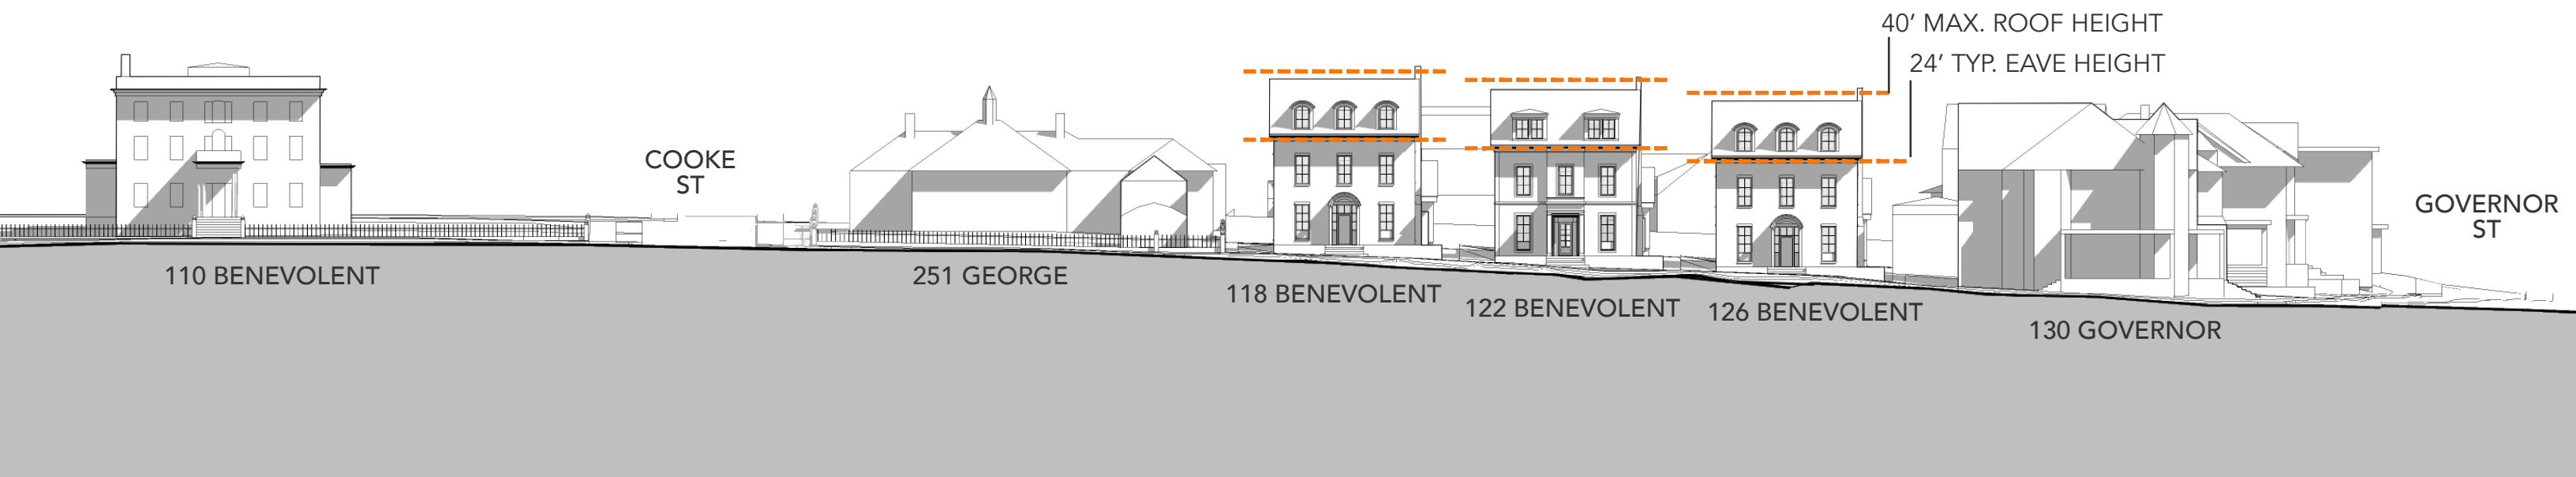 40’ MAX. ROOF HEIGHT
24’ TYP. EAVE HEIGHT
COOKE
ST
GOVERNOR
ST
110 BENEVOLENT
251 GEORGE
118 BENEVOLENT
122 BENEVOLENT
126 BENEVOLENT
130 GOVERNOR